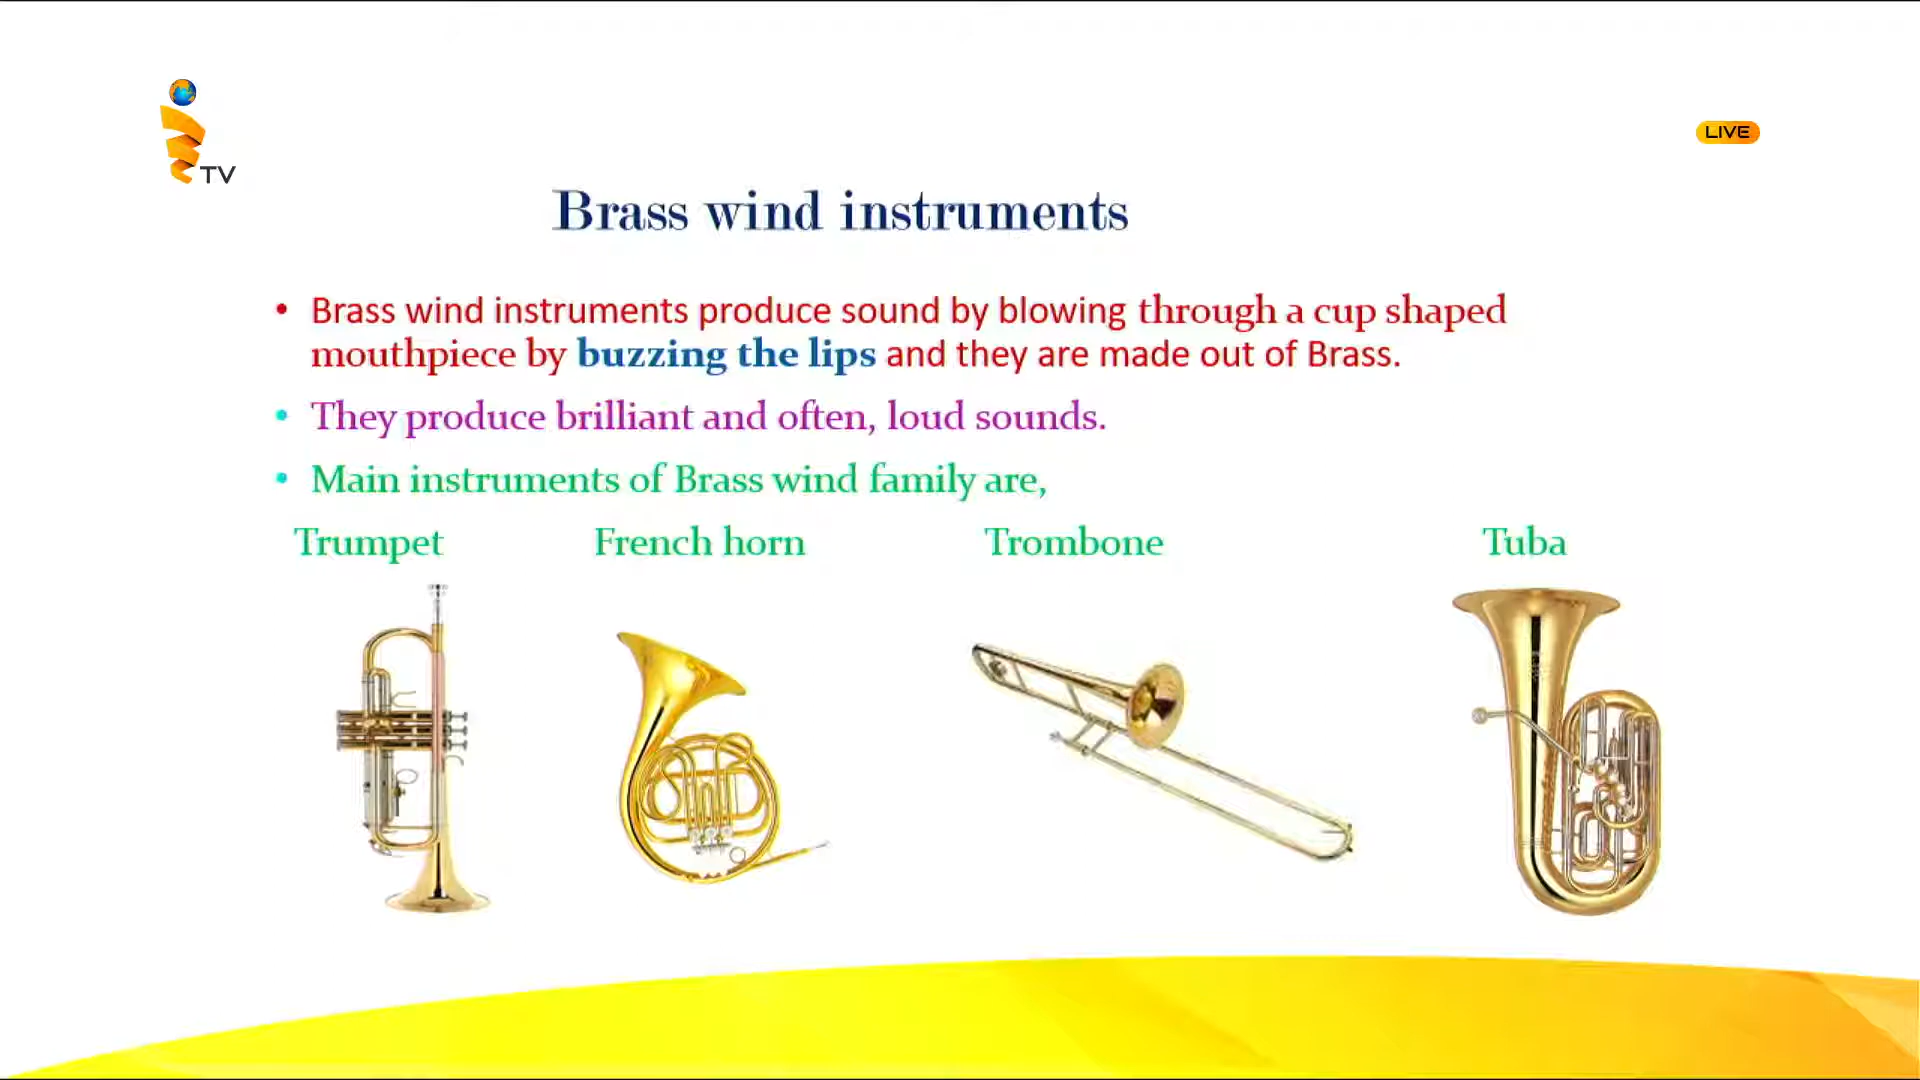 TV
LIVE
Brass wind instruments
• Brass wind instruments produce sound by blowing through a cup shaped
mouthpiece by buzzing the lips and they are made out of Brass.
• They produce brilliant and often, loud sounds.
• Main instruments of Brass wind family are,
Trumpet French horn Trombone Tuba